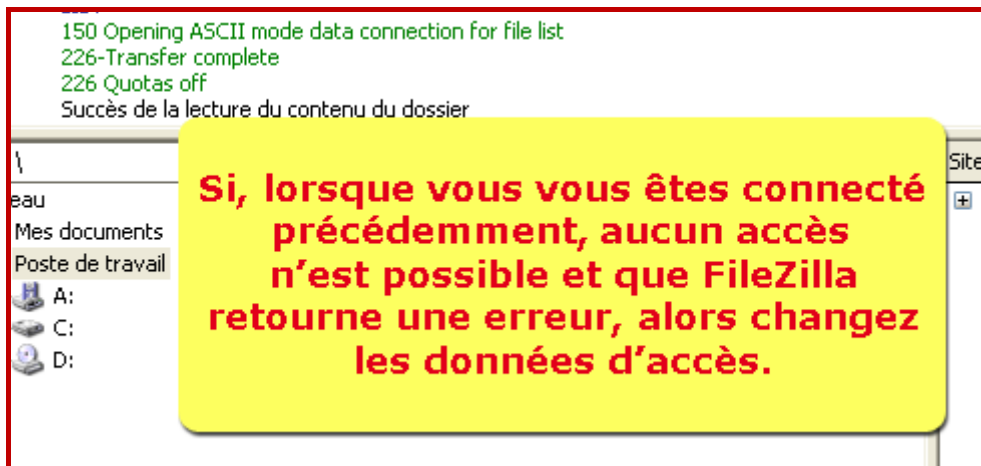 150 Opening ASCII mode data connection for file list
226-Transfer complete
226 Quotas off
Succès de la lecture du contenu du dossier
\
Site
eau
Mes documents
Poste de travail
A:
C:
D:
Si, lorsque vous vous êtes connecté
précédemment, aucun accès
n’est possible et que FileZilla
retourne une erreur, alors changez
les données d’accès.